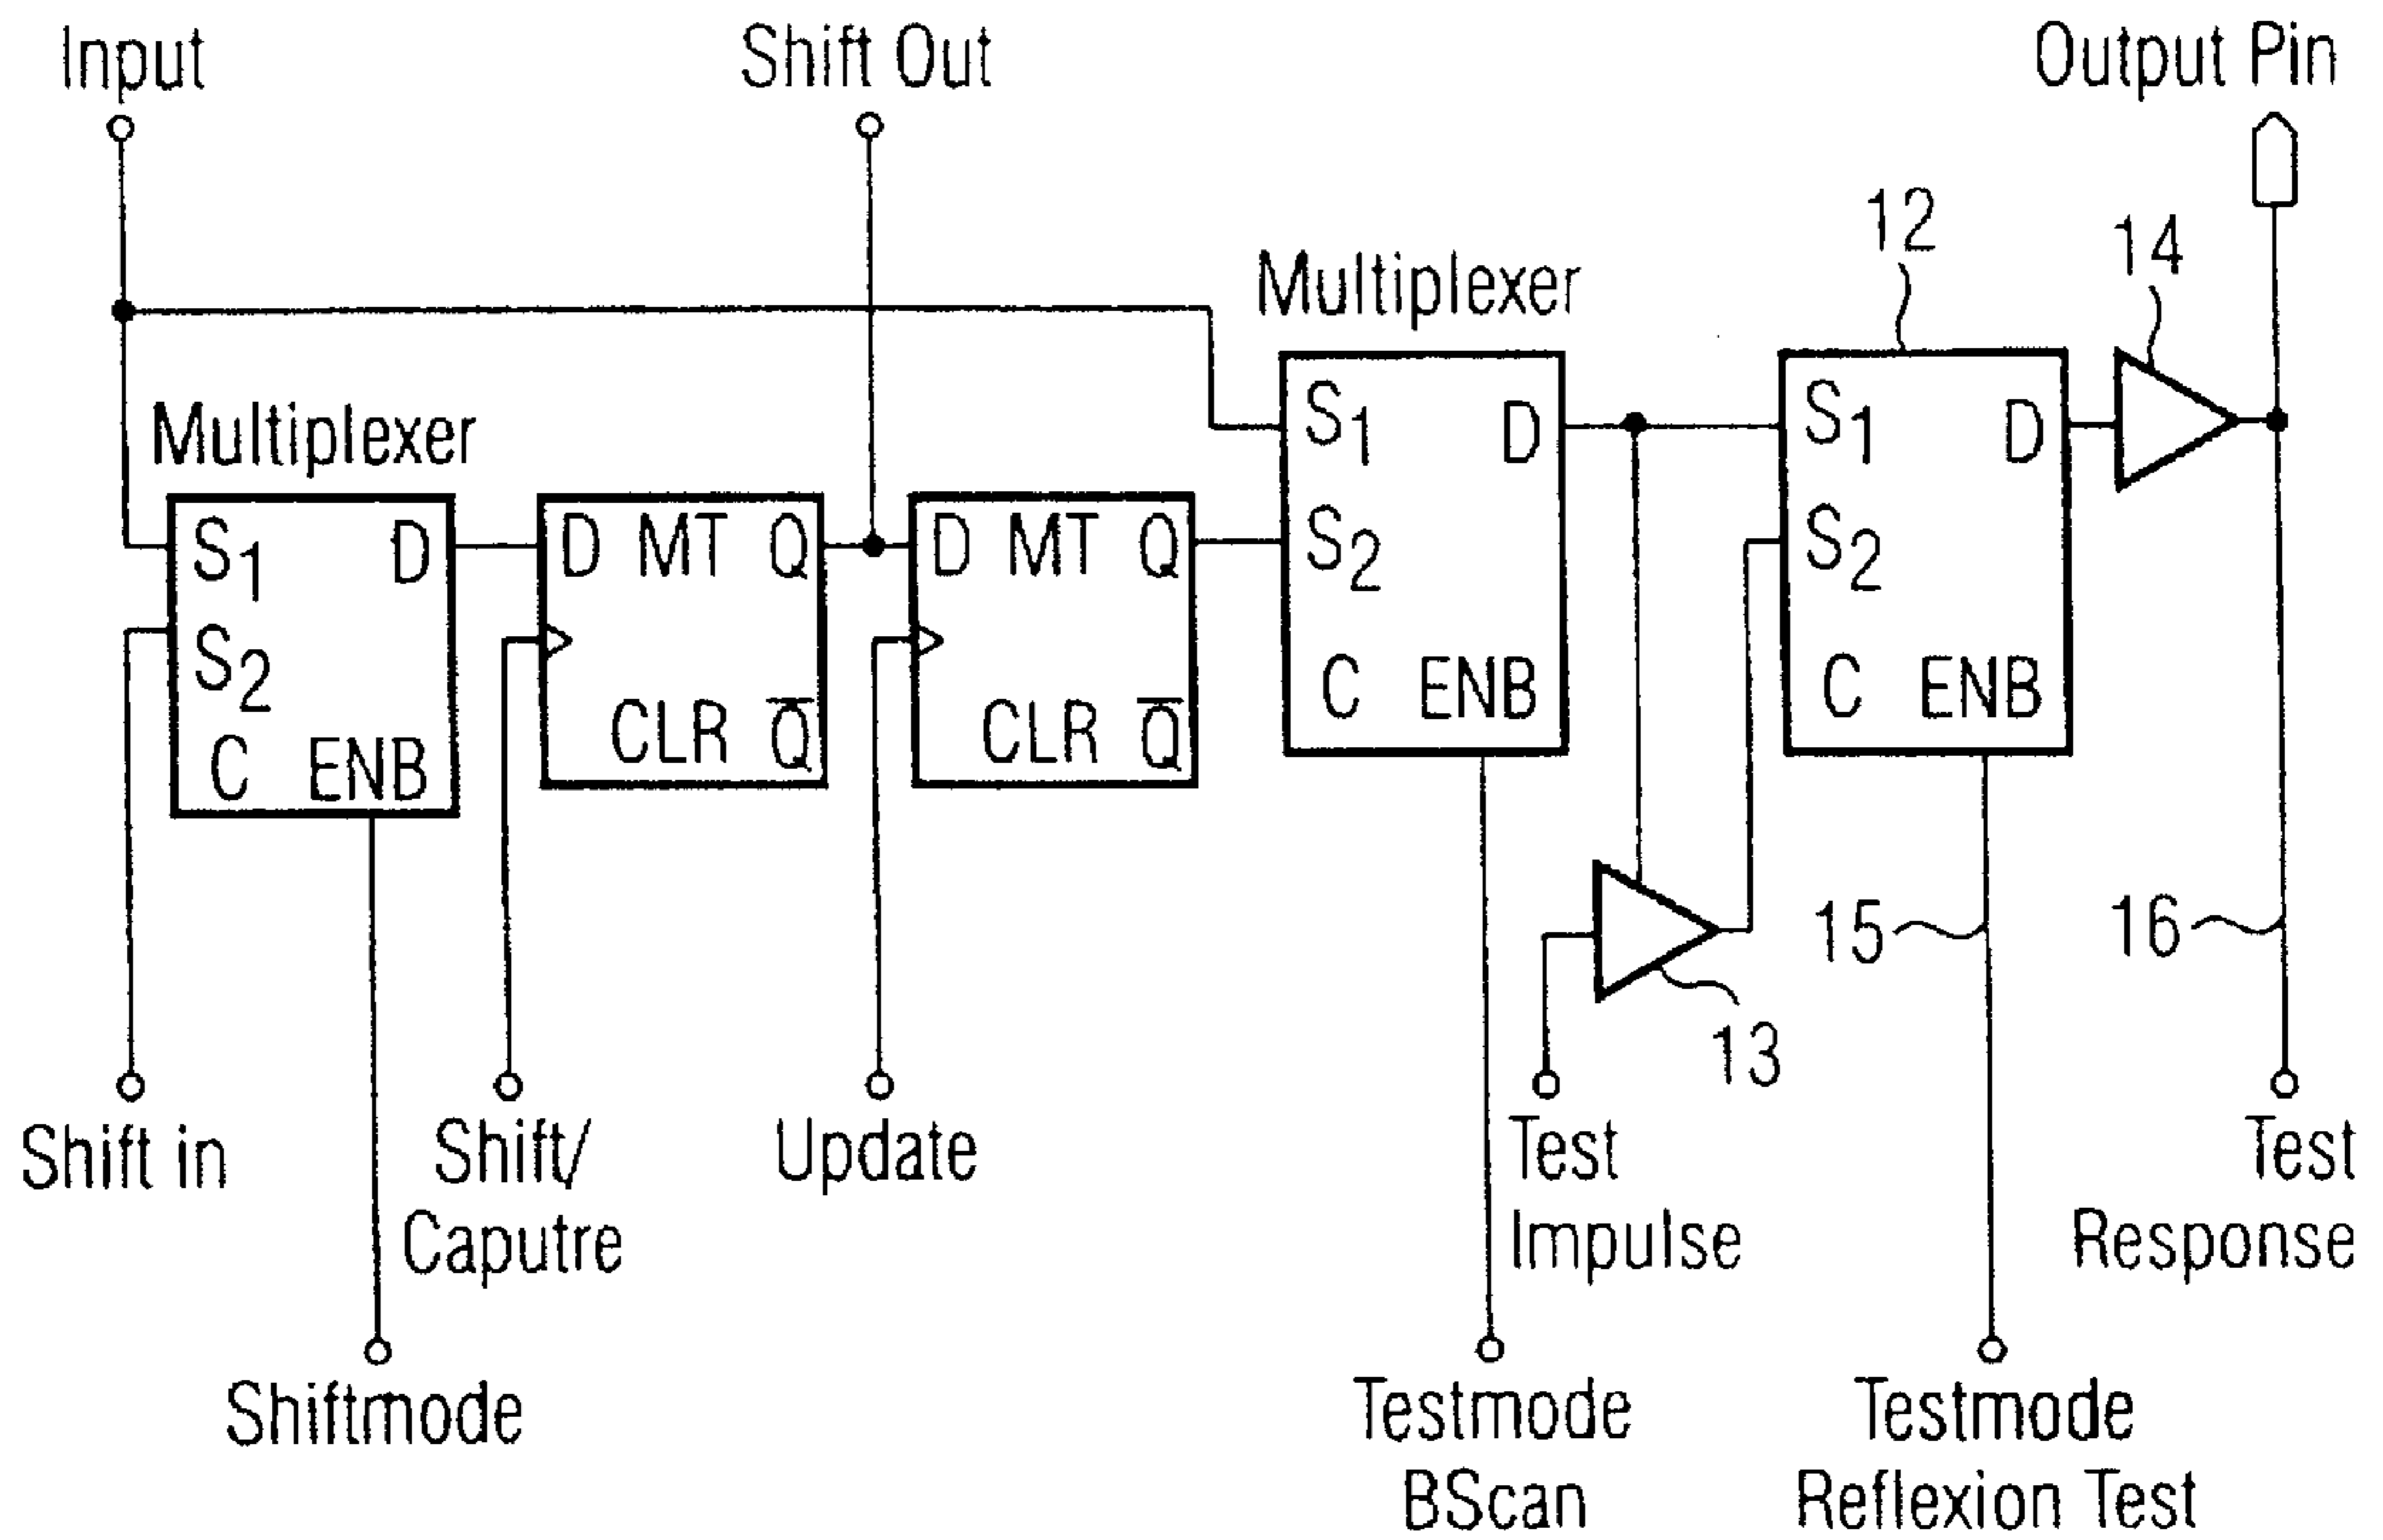 Input
Shift Out
Output Pin
12
14
Multiplexer
Multiplexer
S1 D
S2
C ENB
D MT Q
CLR Q̅
D MT Q
CLR Q̅
S1 D
S2
C ENB
S1 D
S2
C ENB
13
15
16
Shift in
Shift/
Caputre
Update
Test
Impulse
Test
Response
Shiftmode
Testmode
BScan
Testmode
Reflexion Test